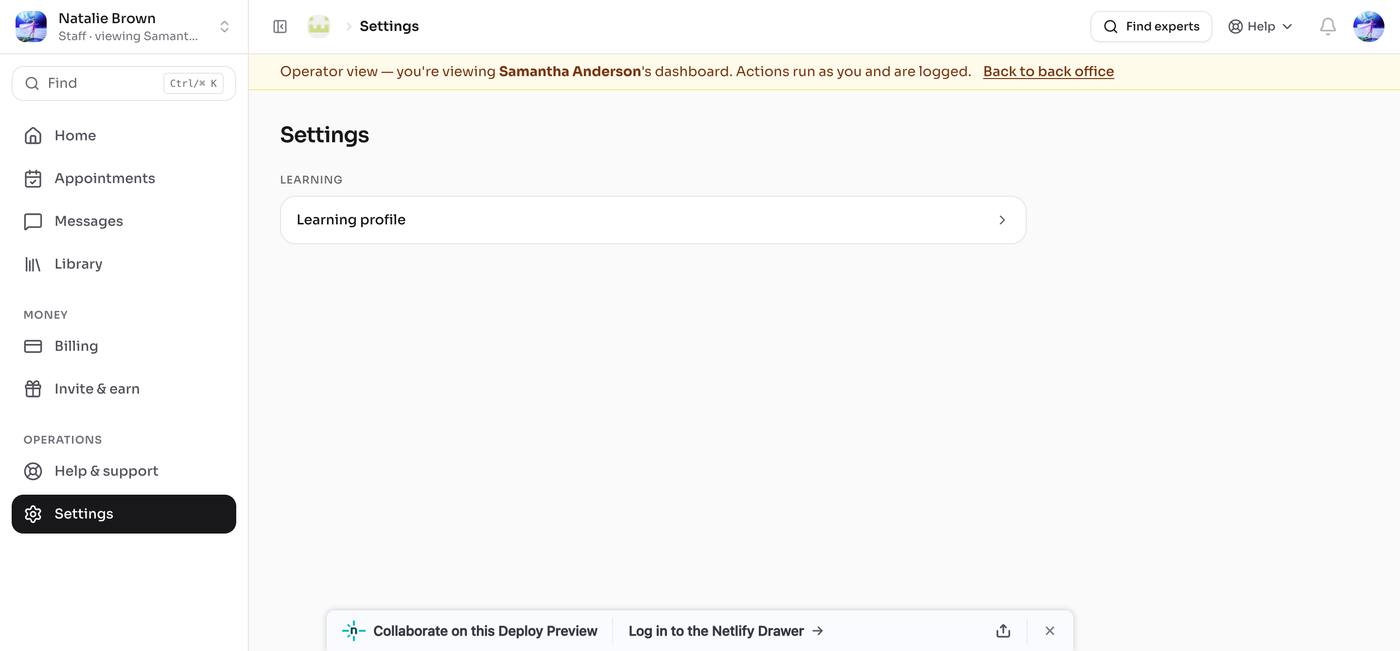 Natalie Brown
Staff · viewing Samant...
Find
Ctrl/⌘ K
Home
Appointments
Messages
Library
MONEY
Billing
Invite & earn
OPERATIONS
Help & support
Settings
Settings
Find experts
Help
Operator view — you're viewing Samantha Anderson's dashboard. Actions run as you and are logged. Back to back office
Settings
LEARNING
Learning profile
Collaborate on this Deploy Preview
Log in to the Netlify Drawer →